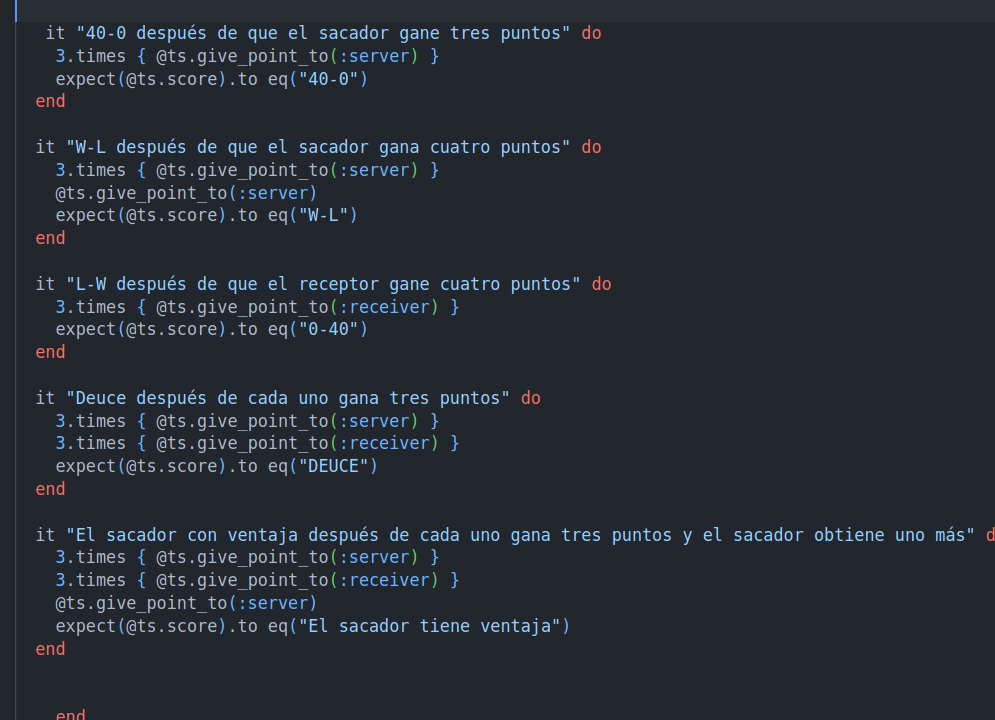 it "40-0 después de que el sacador gane tres puntos" do
3.times { @ts.give_point_to(:server) }
expect(@ts.score).to eq("40-0")
end
it "W-L después de que el sacador gana cuatro puntos" do
3.times { @ts.give_point_to(:server) }
@ts.give_point_to(:server)
expect(@ts.score).to eq("W-L")
end
it "L-W después de que el receptor gane cuatro puntos" do
3.times { @ts.give_point_to(:receiver) }
expect(@ts.score).to eq("0-40")
end
it "Deuce después de cada uno gana tres puntos" do
3.times { @ts.give_point_to(:server) }
3.times { @ts.give_point_to(:receiver) }
expect(@ts.score).to eq("DEUCE")
end
it "El sacador con ventaja después de cada uno gana tres puntos y el sacador obtiene uno más" d
3.times { @ts.give_point_to(:server) }
3.times { @ts.give_point_to(:receiver) }
@ts.give_point_to(:server)
expect(@ts.score).to eq("El sacador tiene ventaja")
end
end